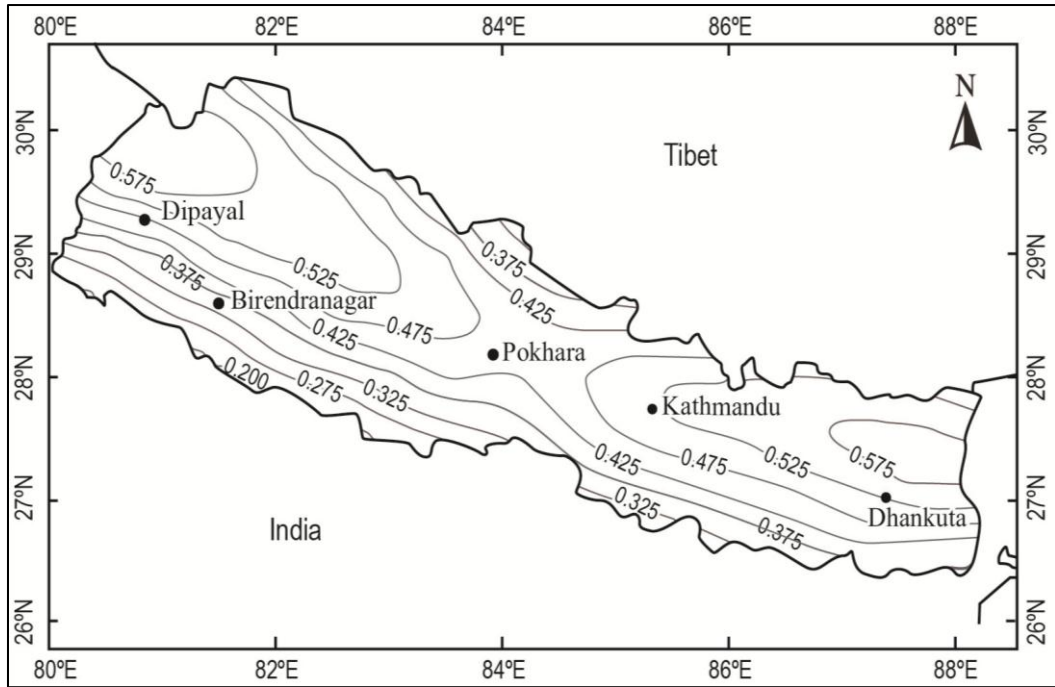 80ºE 82ºE 84ºE 86ºE 88ºE
N
30ºN 30ºN
Tibet
0.575
Dipayal
29ºN 29ºN
0.375
0.525
0.375
Birendranagar
0.425
0.425
0.475
Pokhara
28ºN 28ºN
0.200
0.275
0.325
Kathmandu
0.425
0.475
0.525
0.575
27ºN 27ºN
0.325
0.375
Dhankuta
India
26ºN 26ºN
80ºE 82ºE 84ºE 86ºE 88ºE